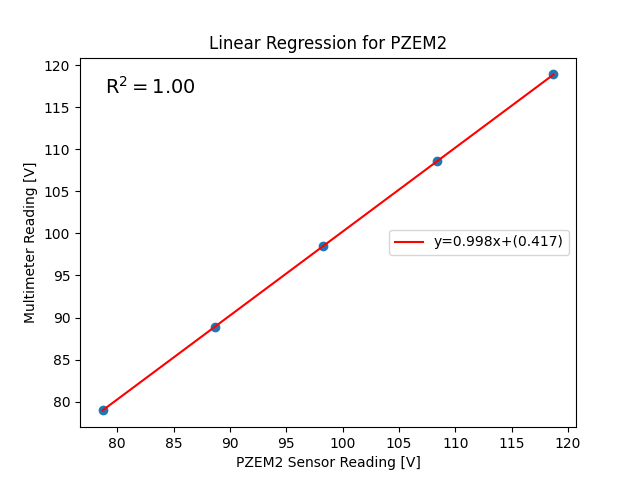 Linear Regression for PZEM2
R² = 1.00
y=0.998x+(0.417)
Multimeter Reading [V]
120
115
110
105
100
95
90
85
80
80 85 90 95 100 105 110 115 120
PZEM2 Sensor Reading [V]